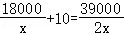 18000/x + 10 = 39000/2x